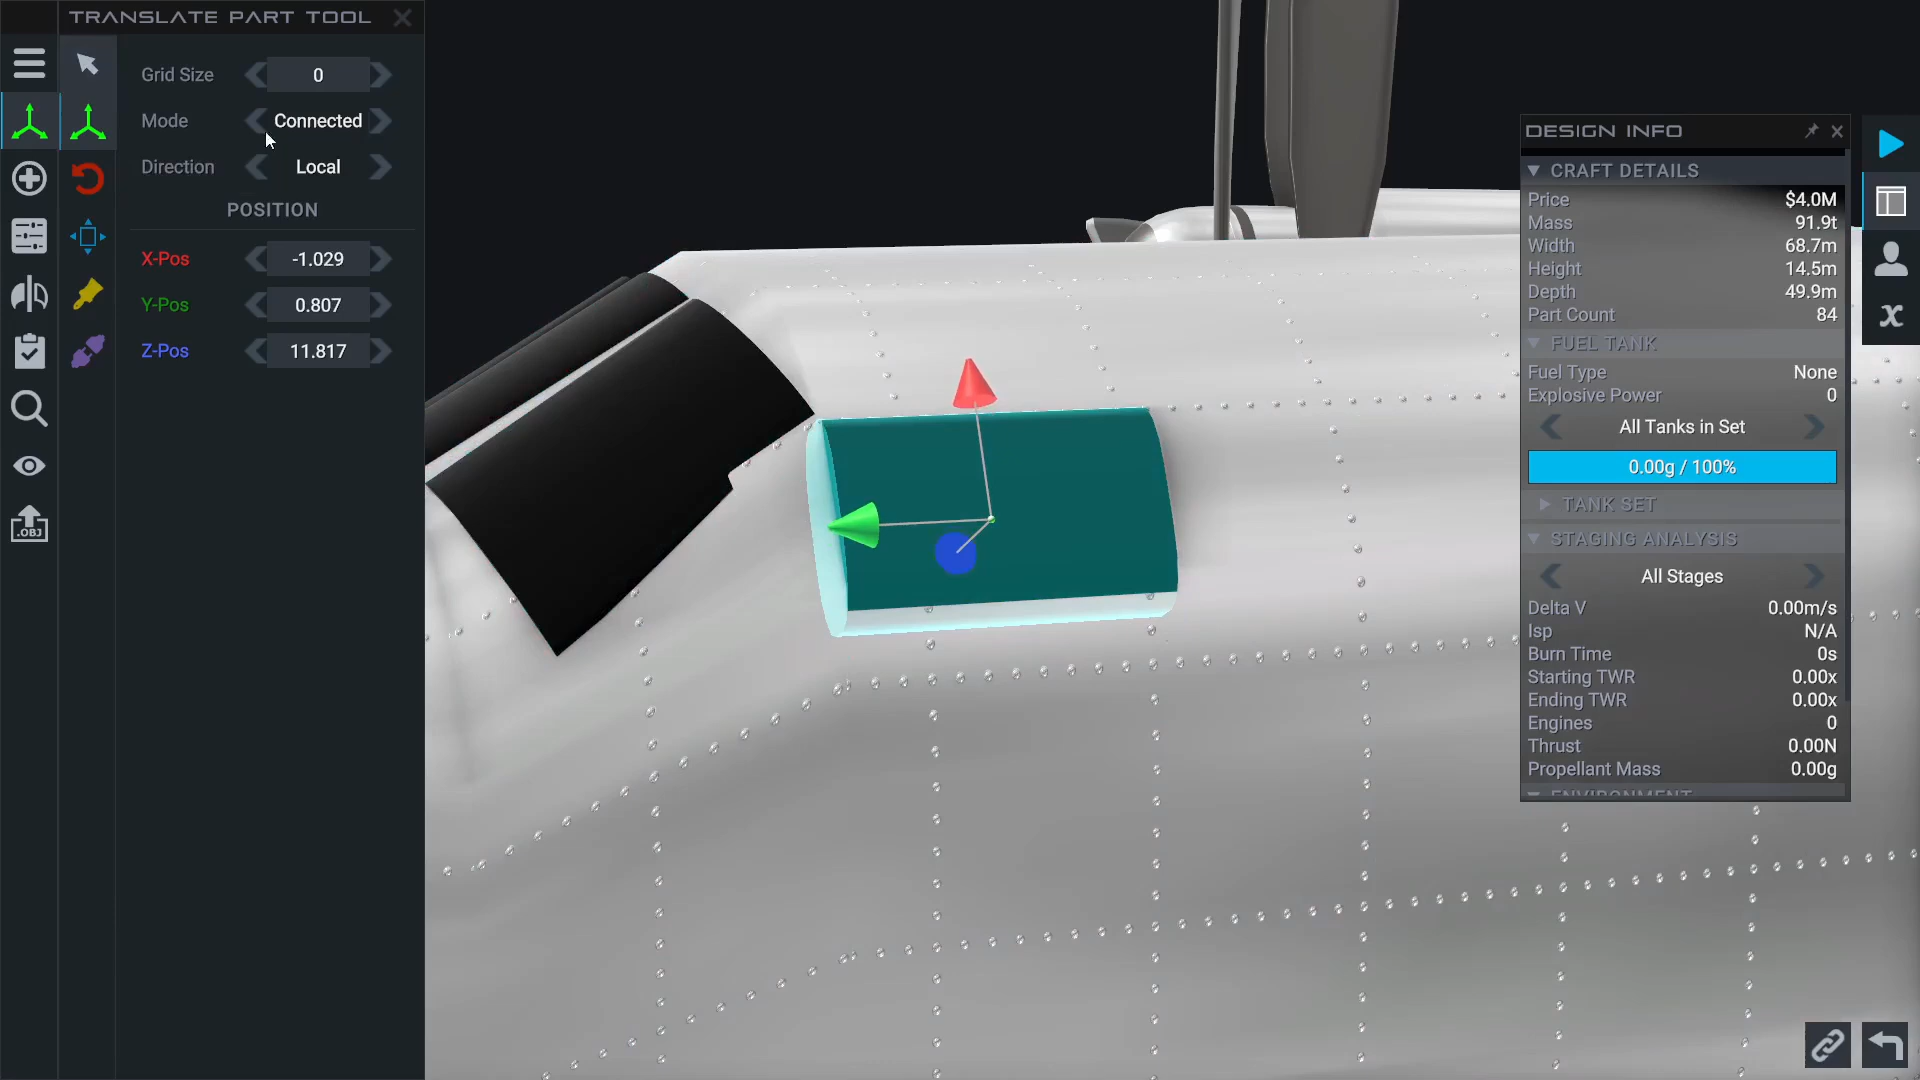 TRANSLATE PART TOOL
Grid Size 0
Mode Connected
Direction Local
POSITION
X-Pos -1.029
Y-Pos 0.807
Z-Pos 11.817
.OBJ
DESIGN INFO
CRAFT DETAILS
Price $4.0M
Mass 91.9t
Width 68.7m
Height 14.5m
Depth 49.9m
Part Count 84
FUEL TANK
Fuel Type None
Explosive Power 0
All Tanks in Set
0.00g / 100%
TANK SET
STAGING ANALYSIS
All Stages
Delta V 0.00m/s
Isp N/A
Burn Time 0s
Starting TWR 0.00x
Ending TWR 0.00x
Engines 0
Thrust 0.00N
Propellant Mass 0.00g
ENVIRONMENT
x